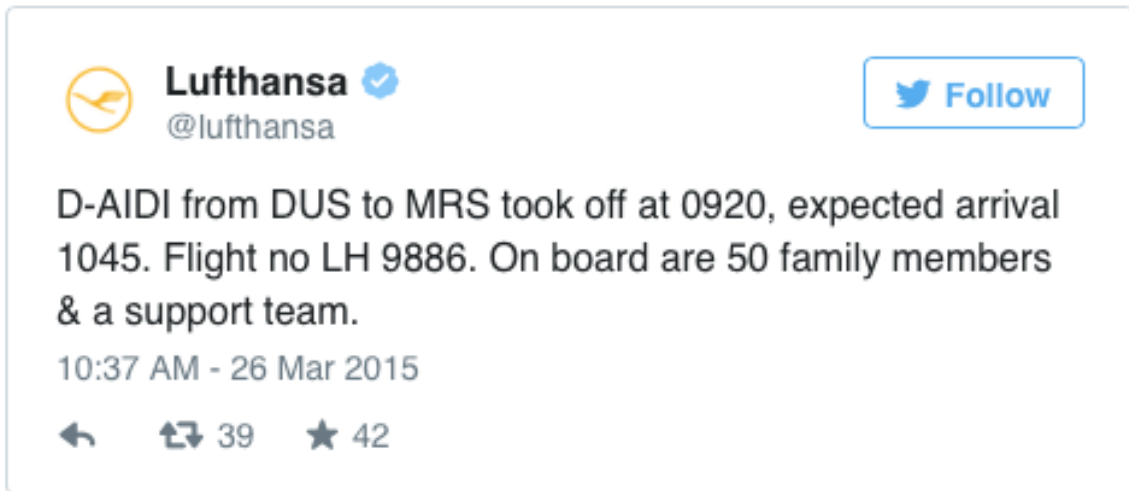 Lufthansa
@lufthansa
Follow
D-AIDI from DUS to MRS took off at 0920, expected arrival
1045. Flight no LH 9886. On board are 50 family members
& a support team.
10:37 AM - 26 Mar 2015
39 42